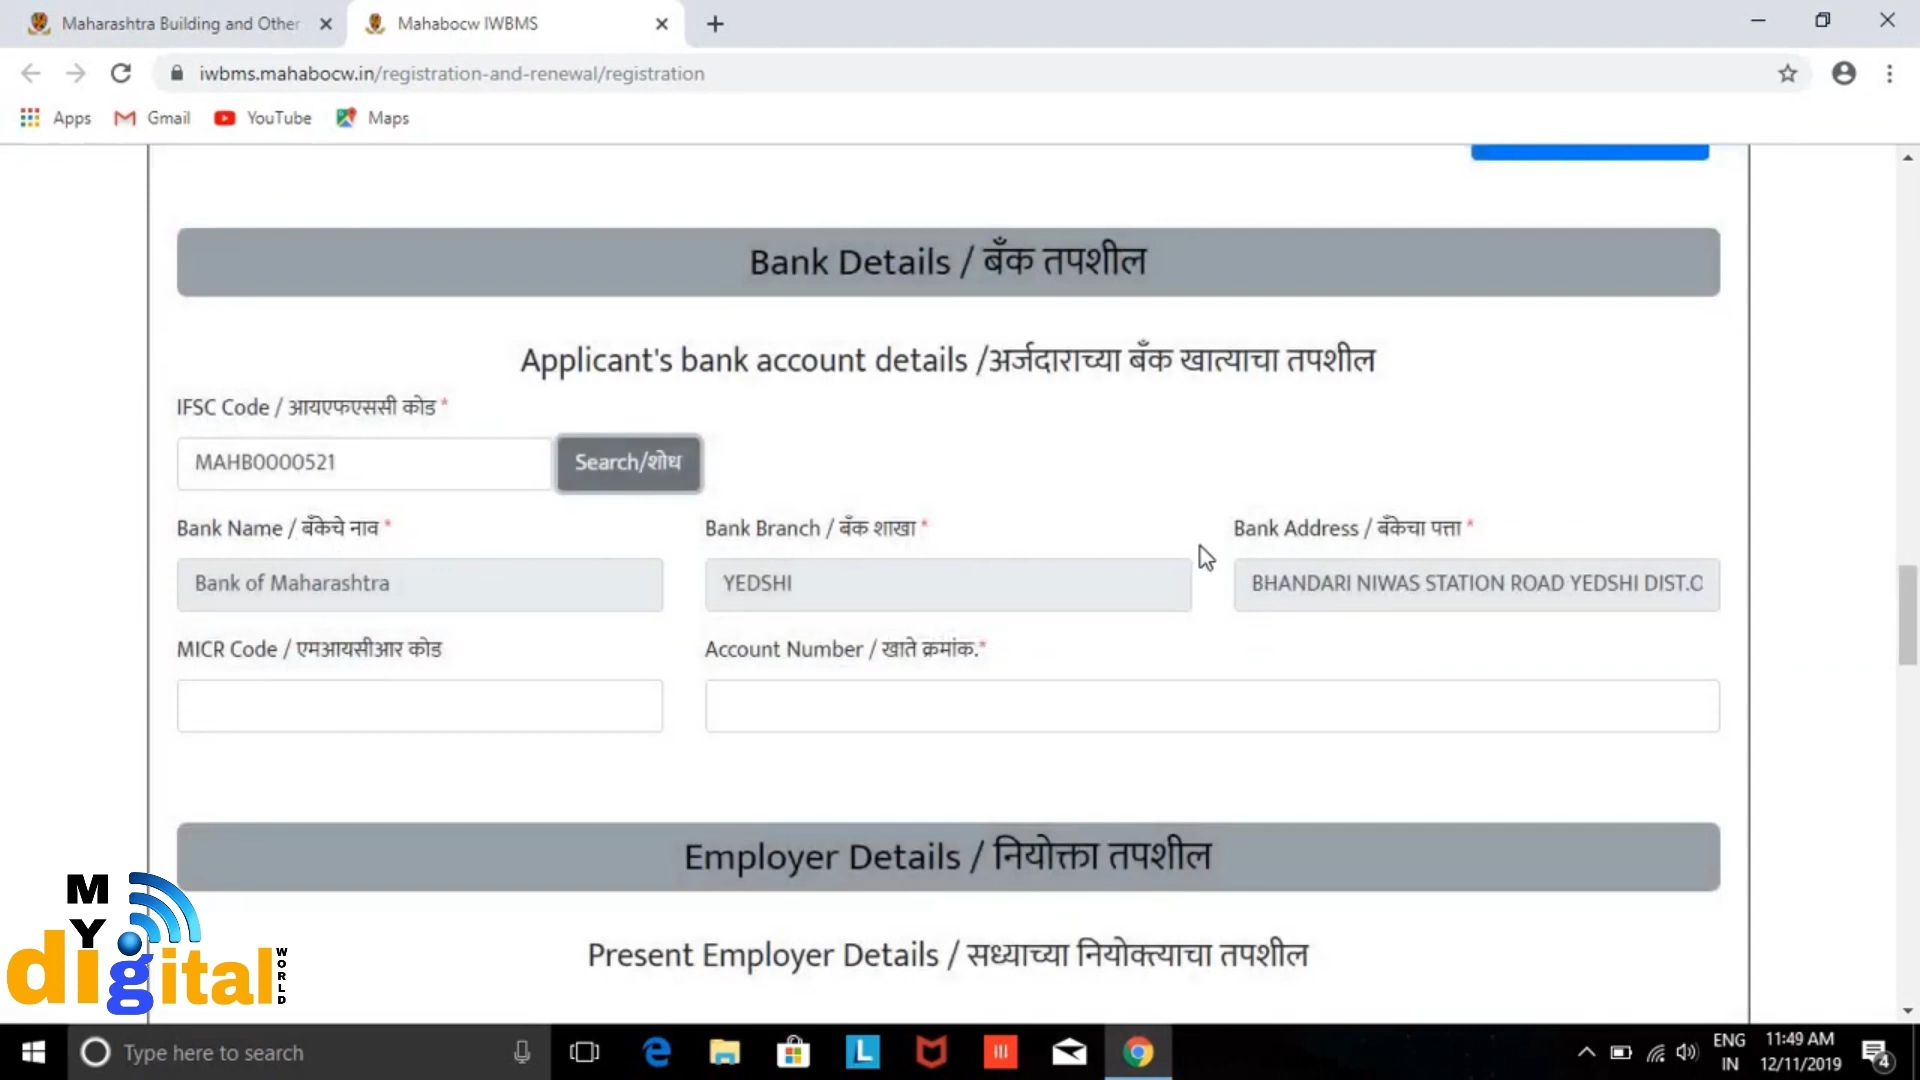 Maharashtra Building and Other
Mahabocw IWBMS
iwbms.mahabocw.in/registration-and-renewal/registration
Apps Gmail YouTube Maps
Bank Details / बँक तपशील
Applicant's bank account details /अर्जदाराच्या बँक खात्याचा तपशील
IFSC Code / आयएफएससी कोड *
MAHB0000521 Search/शोध
Bank Name / बँकेचे नाव * Bank Branch / बँक शाखा * Bank Address / बँकेचा पत्ता *
Bank of Maharashtra YEDSHI BHANDARI NIWAS STATION ROAD YEDSHI DIST.O
MICR Code / एमआयसीआर कोड Account Number / खाते क्रमांक.*
Employer Details / नियोक्ता तपशील
Present Employer Details / सध्याच्या नियोक्त्याचा तपशील
MY
digital
WORLD
Type here to search
ENG 11:49 AM
IN 12/11/2019 4